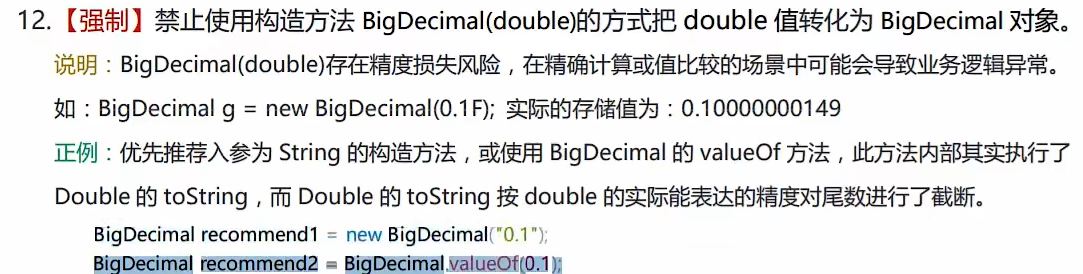 12.【强制】禁止使用构造方法 BigDecimal(double)的方式把 double 值转化为 BigDecimal 对象。
说明：BigDecimal(double)存在精度损失风险，在精确计算或值比较的场景中可能会导致业务逻辑异常。
如：BigDecimal g = new BigDecimal(0.1F); 实际的存储值为：0.10000000149
正例：优先推荐入参为 String 的构造方法，或使用 BigDecimal 的 valueOf 方法，此方法内部其实执行了
Double 的 toString，而 Double 的 toString 按 double 的实际能表达的精度对尾数进行了截断。
BigDecimal recommend1 = new BigDecimal("0.1");
BigDecimal recommend2 = BigDecimal.valueOf(0.1);